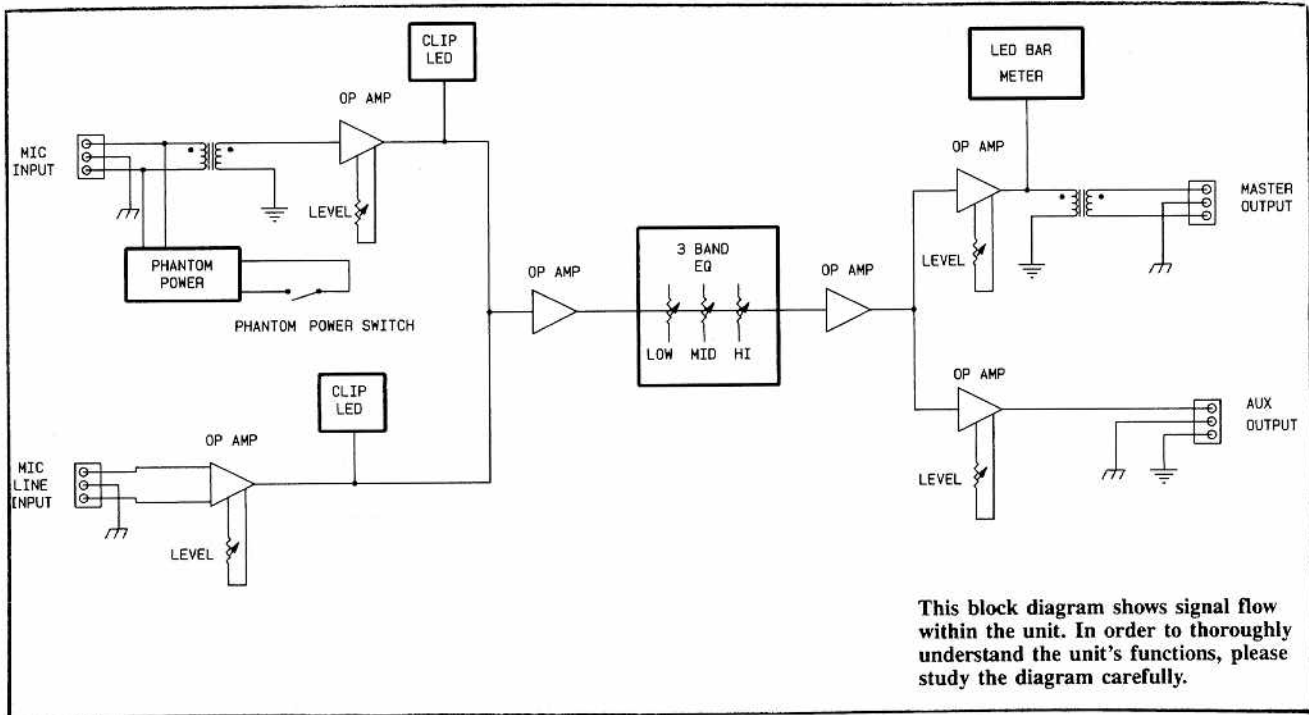 CLIP
LED
LED BAR
METER
OP AMP
OP AMP
MIC
INPUT
MASTER
OUTPUT
LEVEL
3 BAND
EQ
LEVEL
PHANTOM
POWER
OP AMP
OP AMP
PHANTOM POWER SWITCH
LOW MID HI
CLIP
LED
OP AMP
AUX
OUTPUT
OP AMP
MIC
LINE
INPUT
LEVEL
LEVEL
This block diagram shows signal flow
within the unit. In order to thoroughly
understand the unit's functions, please
study the diagram carefully.